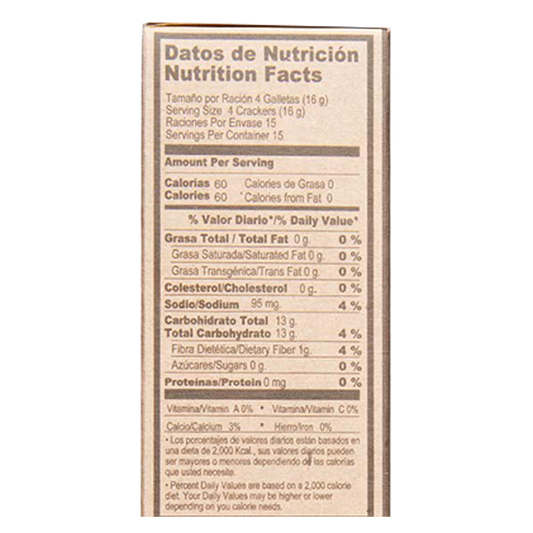 Datos de Nutrición
Nutrition Facts
Tamaño por Ración 4 Galletas (16 g)
Serving Size 4 Crackers (16 g)
Raciones Por Envase 15
Servings Per Container 15
Amount Per Serving
Calorías 60 Calories de Grasa 0
Calories 60 Calories from Fat 0
% Valor Diario*/% Daily Value*
Grasa Total / Total Fat 0 g. 0 %
Grasa Saturada/Saturated Fat 0 g. 0 %
Grasa Transgénica/Trans Fat 0 g. 0 %
Colesterol/Cholesterol 0 g. 0 %
Sodio/Sodium 95 mg. 4 %
Carbohidrato Total 13 g.
Total Carbohydrato 13 g. 4 %
Fibra Dietética/Dietary Fiber 1g. 4 %
Azúcares/Sugars 0 g. 0 %
Proteínas/Protein 0 mg 0 %
Vitamina/Vitamin A 0% * Vitamina/Vitamin C 0%
Calcio/Calcium 3% * Hierro/Iron 0%
• Los porcentajes de valores diarios están basados en
una dieta de 2,000 Kcal., sus valores diarios pueden
ser mayores o menores dependiendo de las calorías
que usted necesite.
• Percent Daily Values are based on a 2,000 calorie
diet. Your Daily Values may be higher or lower
depending on you calorie needs.